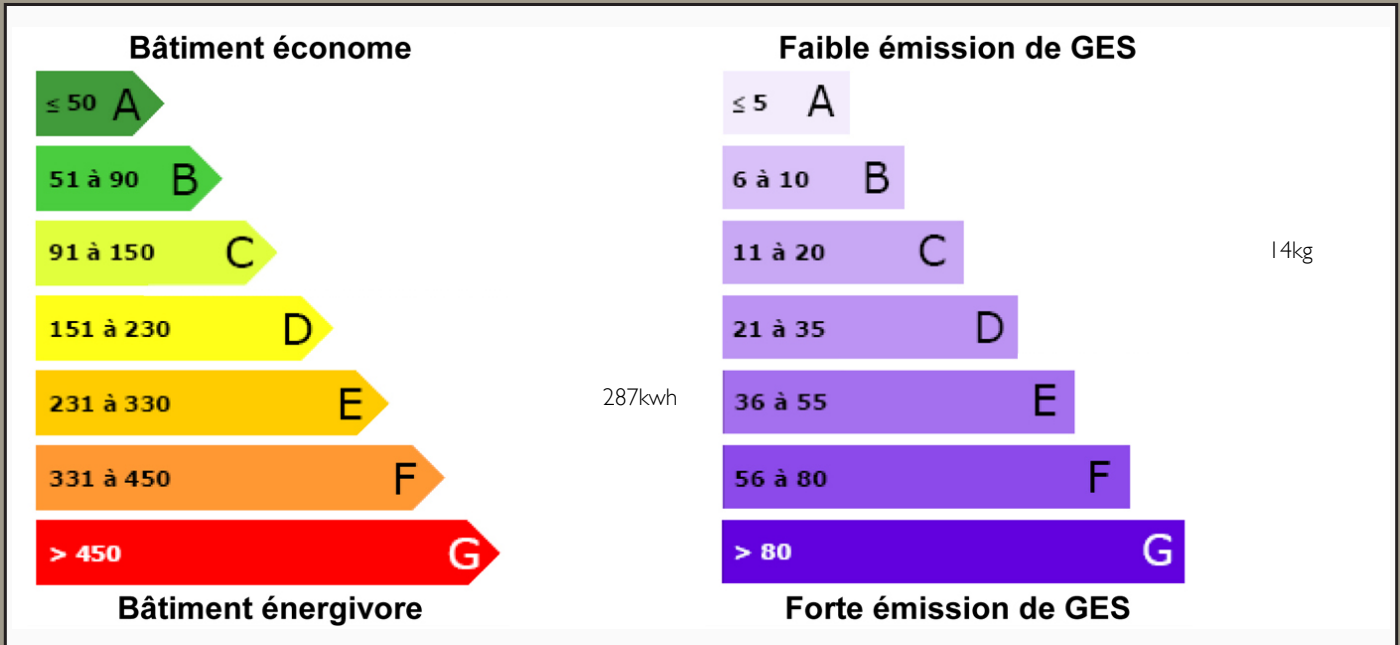 Bâtiment économe
≤ 50 A
51 à 90 B
91 à 150 C
151 à 230 D
231 à 330 E
287kwh
331 à 450 F
> 450 G
Bâtiment énergivore
Faible émission de GES
≤ 5 A
6 à 10 B
11 à 20 C
14kg
21 à 35 D
36 à 55 E
56 à 80 F
> 80 G
Forte émission de GES